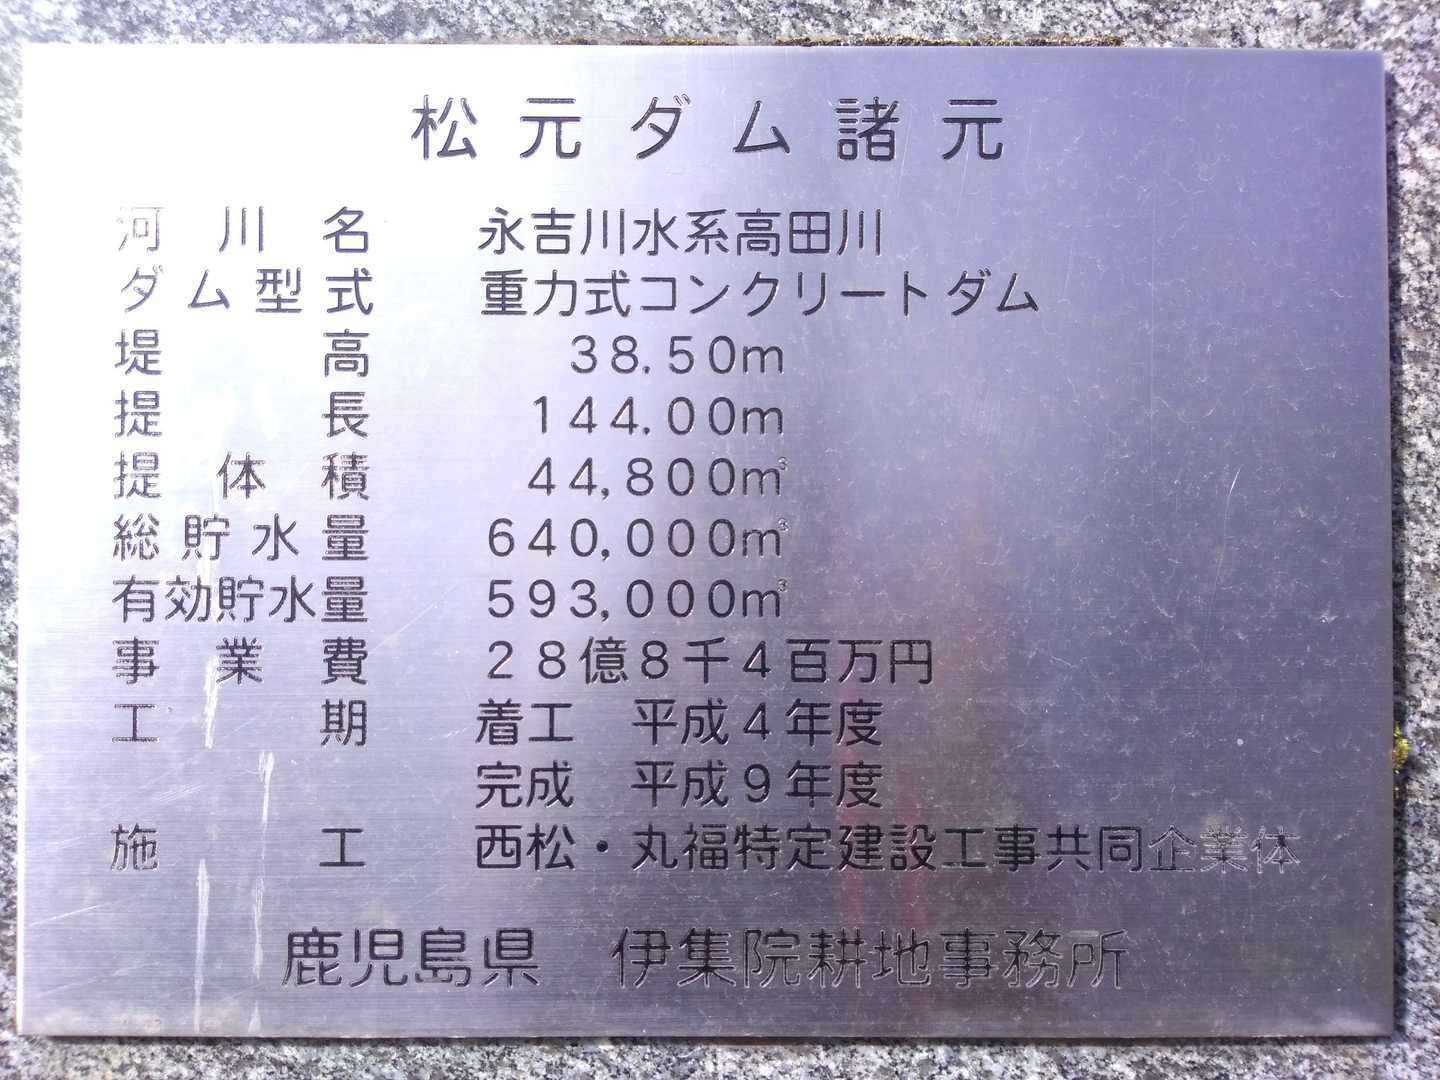 松元ダム諸元
河川名 永吉川水系高田川
ダム型式 重力式コンクリートダム
堤高 38.50m
提長 144.00m
提体積 44,800m³
総貯水量 640,000m³
有効貯水量 593,000m³
事業費 28億8千4百万円
工期 着工 平成4年度
完成 平成9年度
施工 西松・丸福特定建設工事共同企業体
鹿児島県 伊集院耕地事務所